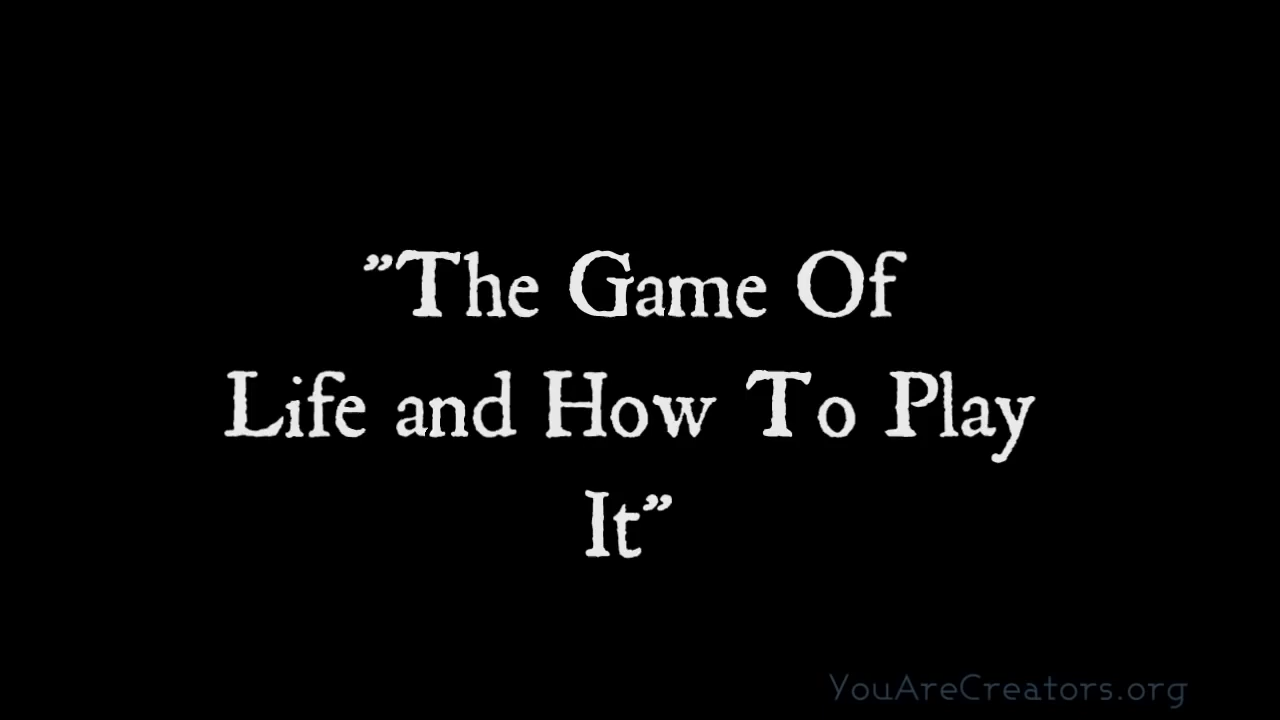 ”The Game Of
Life and How To Play
It”
YouAreCreators.org